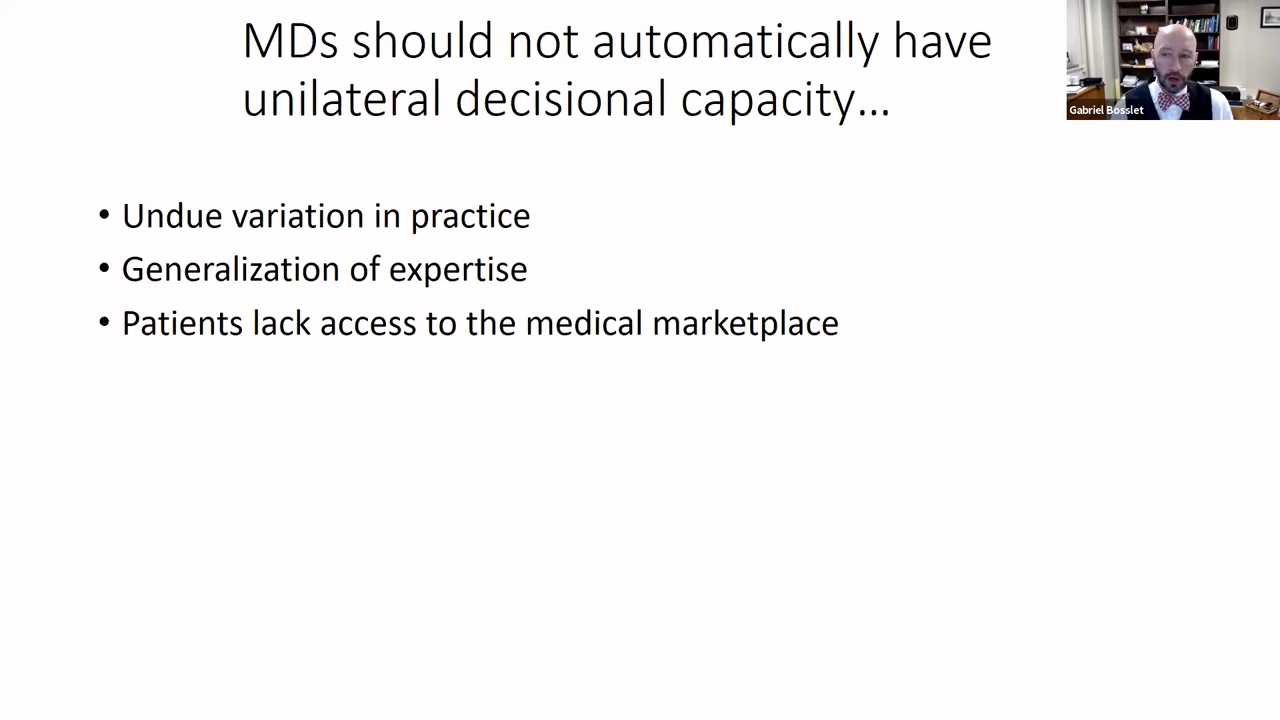 MDs should not automatically have
unilateral decisional capacity…
Gabriel Bosslet
• Undue variation in practice
• Generalization of expertise
• Patients lack access to the medical marketplace